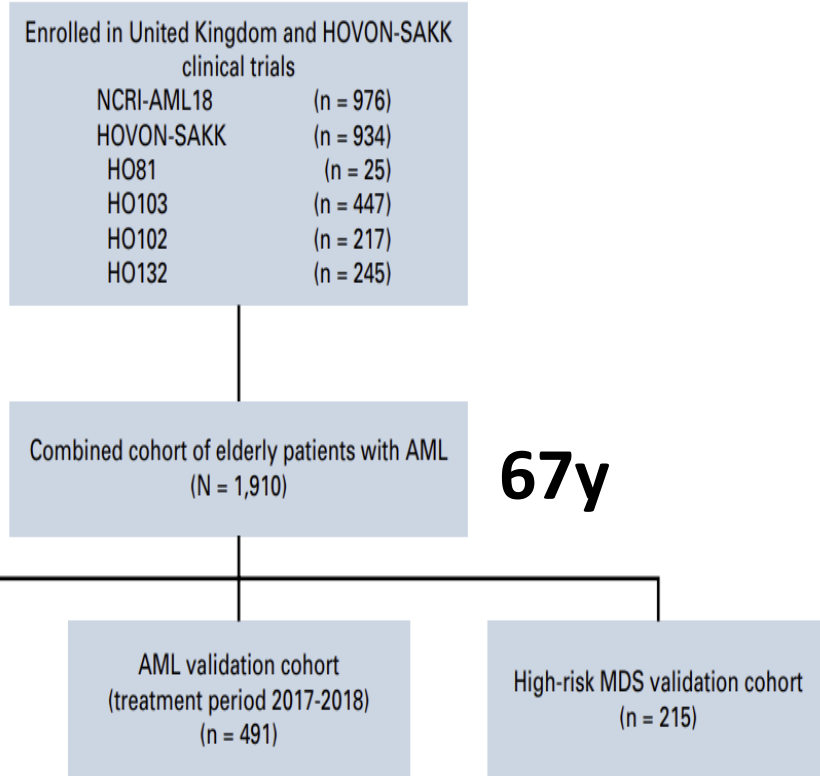 Enrolled in United Kingdom and HOVON-SAKK
clinical trials
NCRI-AML18 (n = 976)
HOVON-SAKK (n = 934)
HO81 (n = 25)
HO103 (n = 447)
HO102 (n = 217)
HO132 (n = 245)
Combined cohort of elderly patients with AML
(N = 1,910)
67y
AML validation cohort
(treatment period 2017-2018)
(n = 491)
High-risk MDS validation cohort
(n = 215)